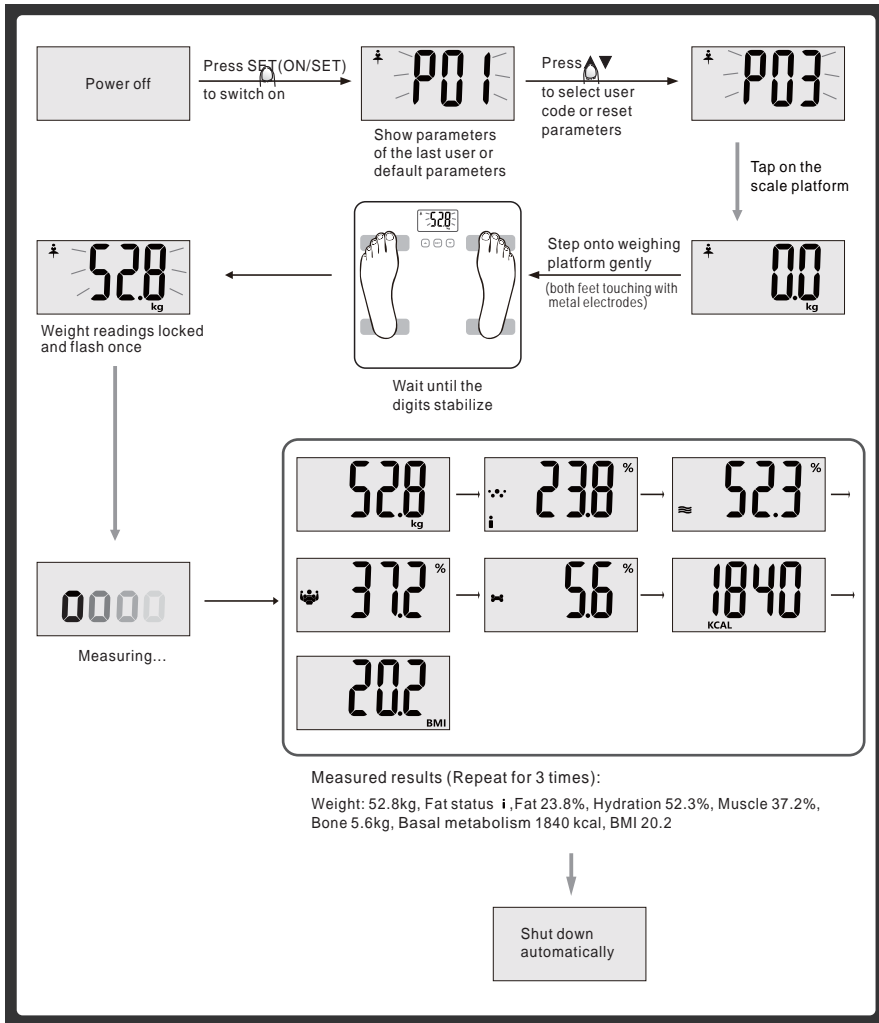 Power off
Press SET(ON/SET)
to switch on
P01
Show parameters
of the last user or
default parameters
Press ▲▼
to select user
code or reset
parameters
P03
Tap on the
scale platform
0.0
kg
Step onto weighing
platform gently
(both feet touching with
metal electrodes)
52.8
Wait until the
digits stabilize
52.8
kg
Weight readings locked
and flash once
0000
Measuring...
52.8
kg
23.8 %
52.3 %
37.2 %
5.6 %
1840
KCAL
20.2
BMI
Measured results (Repeat for 3 times):
Weight: 52.8kg, Fat status i ,Fat 23.8%, Hydration 52.3%, Muscle 37.2%,
Bone 5.6kg, Basal metabolism 1840 kcal, BMI 20.2
Shut down
automatically